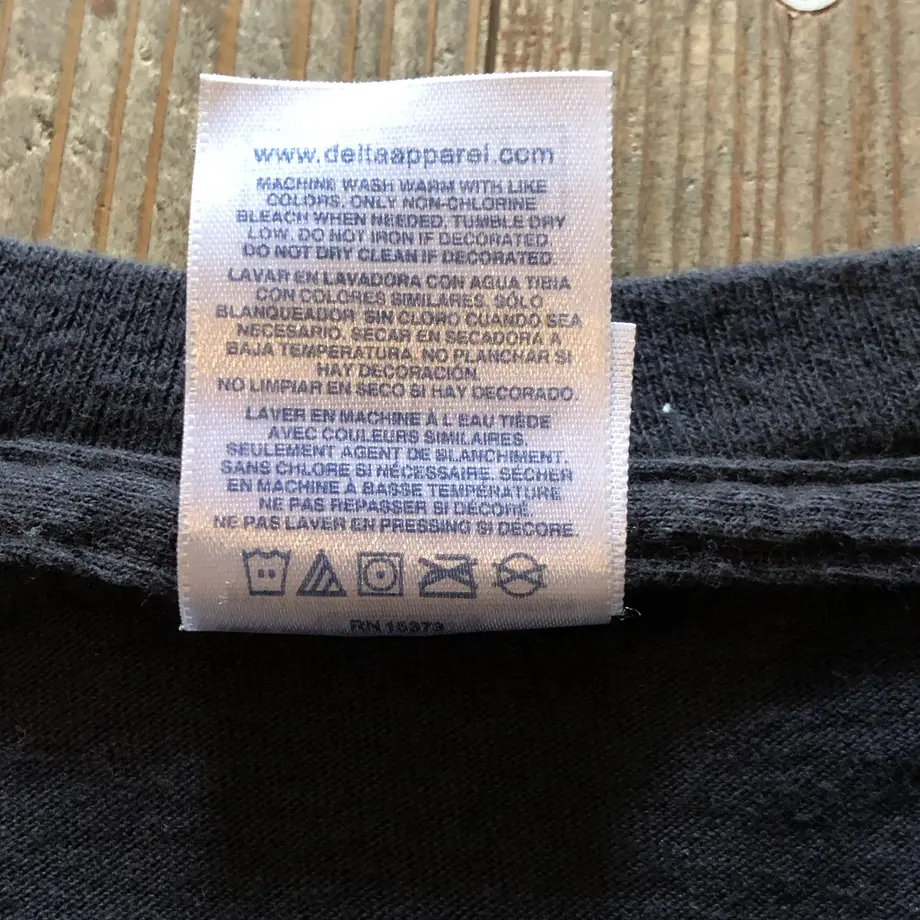 www.deltaapparel.com
MACHINE WASH WARM WITH LIKE
COLORS. ONLY NON-CHLORINE
BLEACH WHEN NEEDED. TUMBLE DRY
LOW. DO NOT IRON IF DECORATED.
DO NOT DRY CLEAN IF DECORATED.
LAVAR EN LAVADORA CON AGUA TIBIA
CON COLORES SIMILARES. SÓLO
BLANQUEADOR SIN CLORO CUANDO SEA
NECESARIO. SECAR EN SECADORA A
BAJA TEMPERATURA. NO PLANCHAR SI
HAY DECORACIÓN.
NO LIMPIAR EN SECO SI HAY DECORADO.
LAVER EN MACHINE À L EAU TIÈDE
AVEC COULEURS SIMILAIRES.
SEULEMENT AGENT DE BLANCHIMENT.
SANS CHLORE SI NÉCESSAIRE. SÉCHER
EN MACHINE À BASSE TEMPÉRATURE
NE PAS REPASSER SI DÉCORÉ.
NE PAS LAVER EN PRESSING SI DÉCORE.
RN 15373